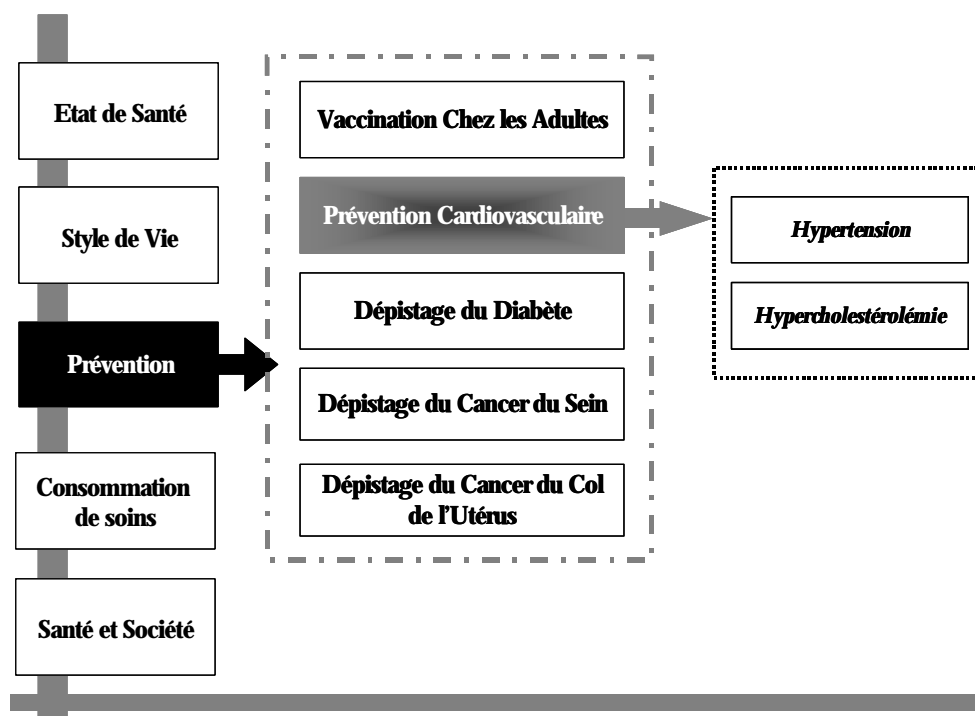 Etat de Santé
Style de Vie
Prévention
Consommation
de soins
Santé et Société
Vaccination Chez les Adultes
Prévention Cardiovasculaire
Dépistage du Diabète
Dépistage du Cancer du Sein
Dépistage du Cancer du Col
de l'Utérus
Hypertension
Hypercholestérolémie